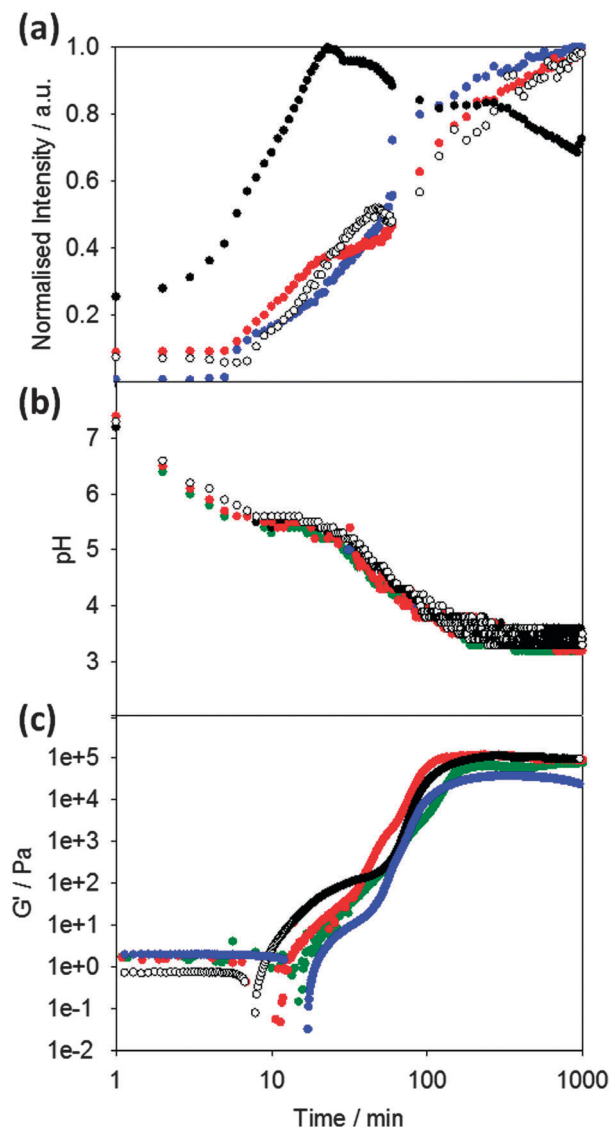 (a)
1.0
0.8
0.6
0.4
0.2
Normalised Intensity / a.u.
(b)
7
6
5
4
3
pH
(c)
1e+5
1e+4
1e+3
1e+2
1e+1
1e+0
1e-1
1e-2
G' / Pa
1 10 100 1000
Time / min